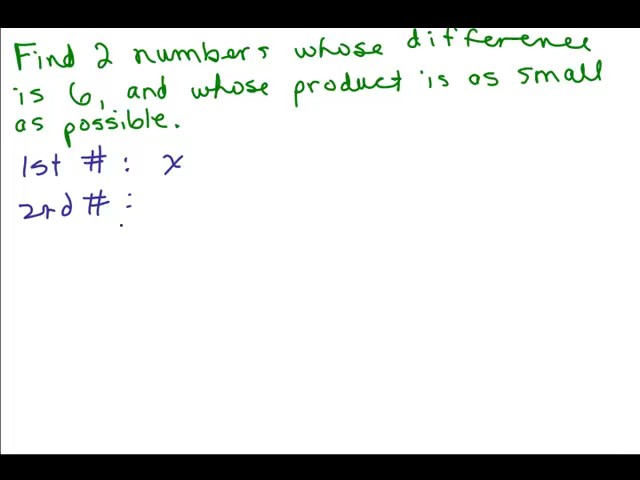 Find 2 numbers whose difference
is 6, and whose product is as small
as possible.
1st # : x
2nd # :